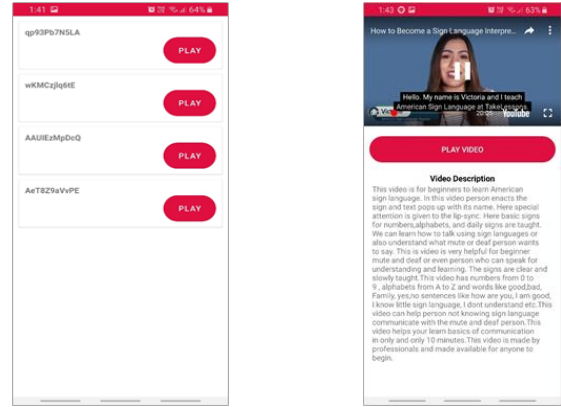 1:41 64%
qp93Pb7N5LA
PLAY
wKMCzjlq6tE
PLAY
AAUIEzMpDcQ
PLAY
AeT8Z9aVvPE
PLAY
1:43 63%
How to Become a Sign Language Interpre...
Hello. My name is Victoria and I teach
American Sign Language at TakeLessons.
20:05 YouTube
PLAY VIDEO
Video Description
This video is for beginners to learn American
sign language. In this video person enacts the
sign and text pops up with its name. Here special
attention is given to the lip-sync. Here basic signs
for numbers,alphabets, and daily signs are taught.
We can learn how to talk using sign languages or
also understand what mute or deaf person wants
to say. This is video is very helpful for beginner
mute and deaf or even person who can speak for
understanding and learning. The signs are clear and
slowly taught.This video has numbers from 0 to
9 , alphabets from A to Z and words like good,bad,
Family, yes,no sentences like how are you, I am good,
I know little sign language, I dont understand etc.This
video can help person not knowing sign language
communicate with the mute and deaf person.This
video helps your learn basics of communication
in only and only 10 minutes.This video is made by
professionals and made available for anyone to
begin.